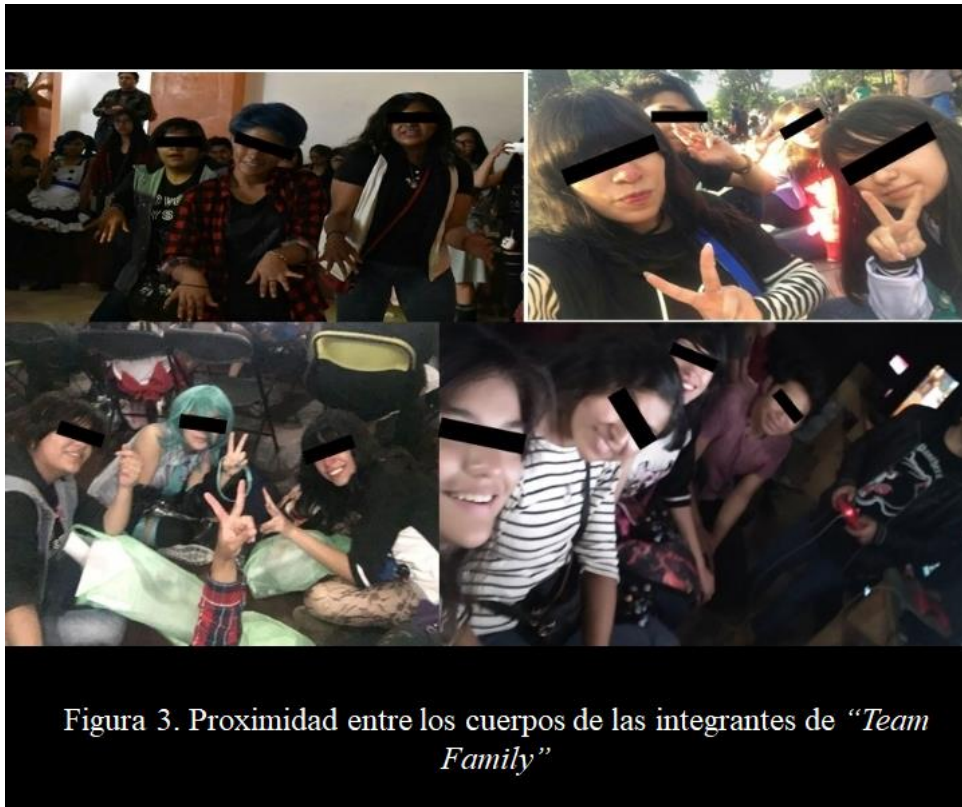 Figura 3. Proximidad entre los cuerpos de las integrantes de “Team
Family”